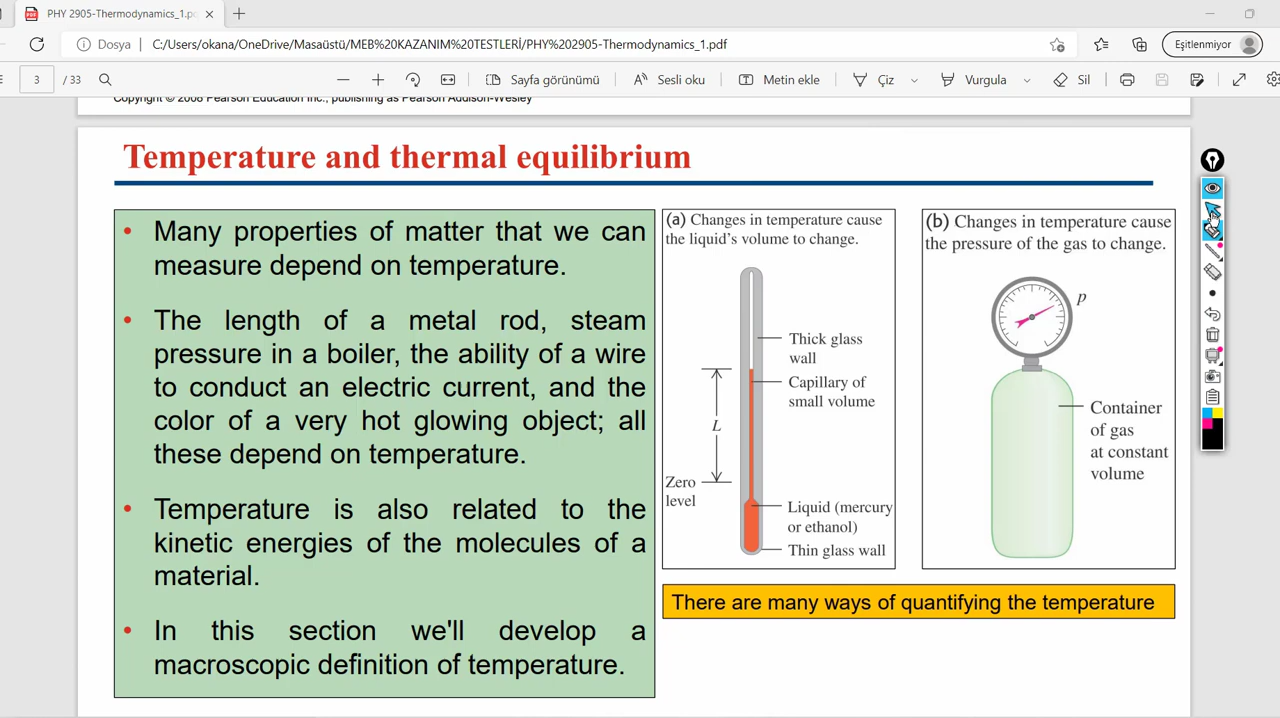 PHY 2905-Thermodynamics_1.pd
Dosya
C:/Users/okana/OneDrive/Masaüstü/MEB%20KAZANIM%20TESTLERİ/PHY%202905-Thermodynamics_1.pdf
Eşitlenmiyor
3 / 33
Sayfa görünümü
Sesli oku
Metin ekle
Çiz
Vurgula
Sil
Copyright © 2008 Pearson Education Inc., publishing as Pearson Addison-Wesley
Temperature and thermal equilibrium
• Many properties of matter that we can
measure depend on temperature.
• The length of a metal rod, steam
pressure in a boiler, the ability of a wire
to conduct an electric current, and the
color of a very hot glowing object; all
these depend on temperature.
• Temperature is also related to the
kinetic energies of the molecules of a
material.
• In this section we'll develop a
macroscopic definition of temperature.
(a) Changes in temperature cause
the liquid's volume to change.
Thick glass
wall
Capillary of
small volume
L
Zero
level
Liquid (mercury
or ethanol)
Thin glass wall
(b) Changes in temperature cause
the pressure of the gas to change.
p
Container
of gas
at constant
volume
There are many ways of quantifying the temperature